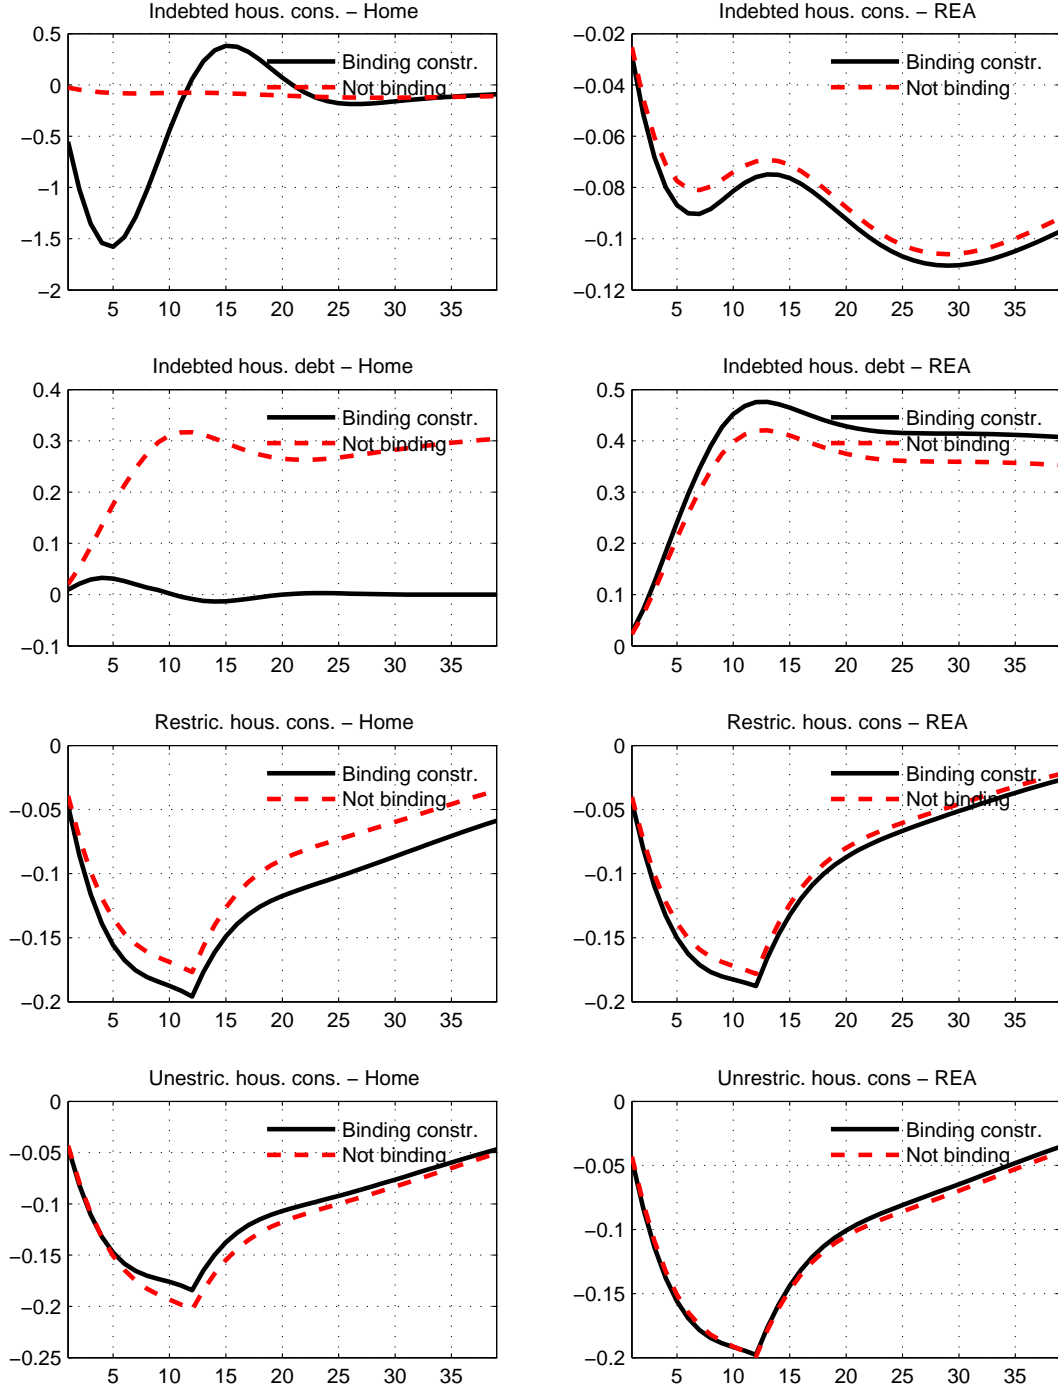 Indebted hous. cons. − Home
0.5
0
−0.5
−1
−1.5
−2
5 10 15 20 25 30 35
Binding constr.
Not binding
Indebted hous. cons. − REA
−0.02
−0.04
−0.06
−0.08
−0.1
−0.12
5 10 15 20 25 30 35
Binding constr.
Not binding
Indebted hous. debt − Home
0.4
0.3
0.2
0.1
0
−0.1
5 10 15 20 25 30 35
Binding constr.
Not binding
Indebted hous. debt − REA
0.5
0.4
0.3
0.2
0.1
0
5 10 15 20 25 30 35
Binding constr.
Not binding
Restric. hous. cons. − Home
0
−0.05
−0.1
−0.15
−0.2
5 10 15 20 25 30 35
Binding constr.
Not binding
Restric. hous. cons − REA
0
−0.05
−0.1
−0.15
−0.2
5 10 15 20 25 30 35
Binding constr.
Not binding
Unestric. hous. cons. − Home
0
−0.05
−0.1
−0.15
−0.2
−0.25
5 10 15 20 25 30 35
Binding constr.
Not binding
Unrestric. hous. cons − REA
0
−0.05
−0.1
−0.15
−0.2
5 10 15 20 25 30 35
Binding constr.
Not binding